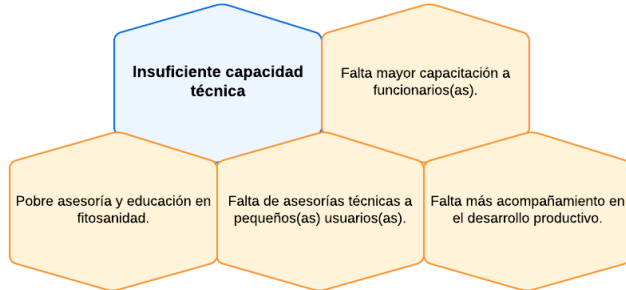 Insuficiente capacidad
técnica
Falta mayor capacitación a
funcionarios(as).
Pobre asesoría y educación en
fitosanidad.
Falta de asesorías técnicas a
pequeños(as) usuarios(as).
Falta más acompañamiento en
el desarrollo productivo.